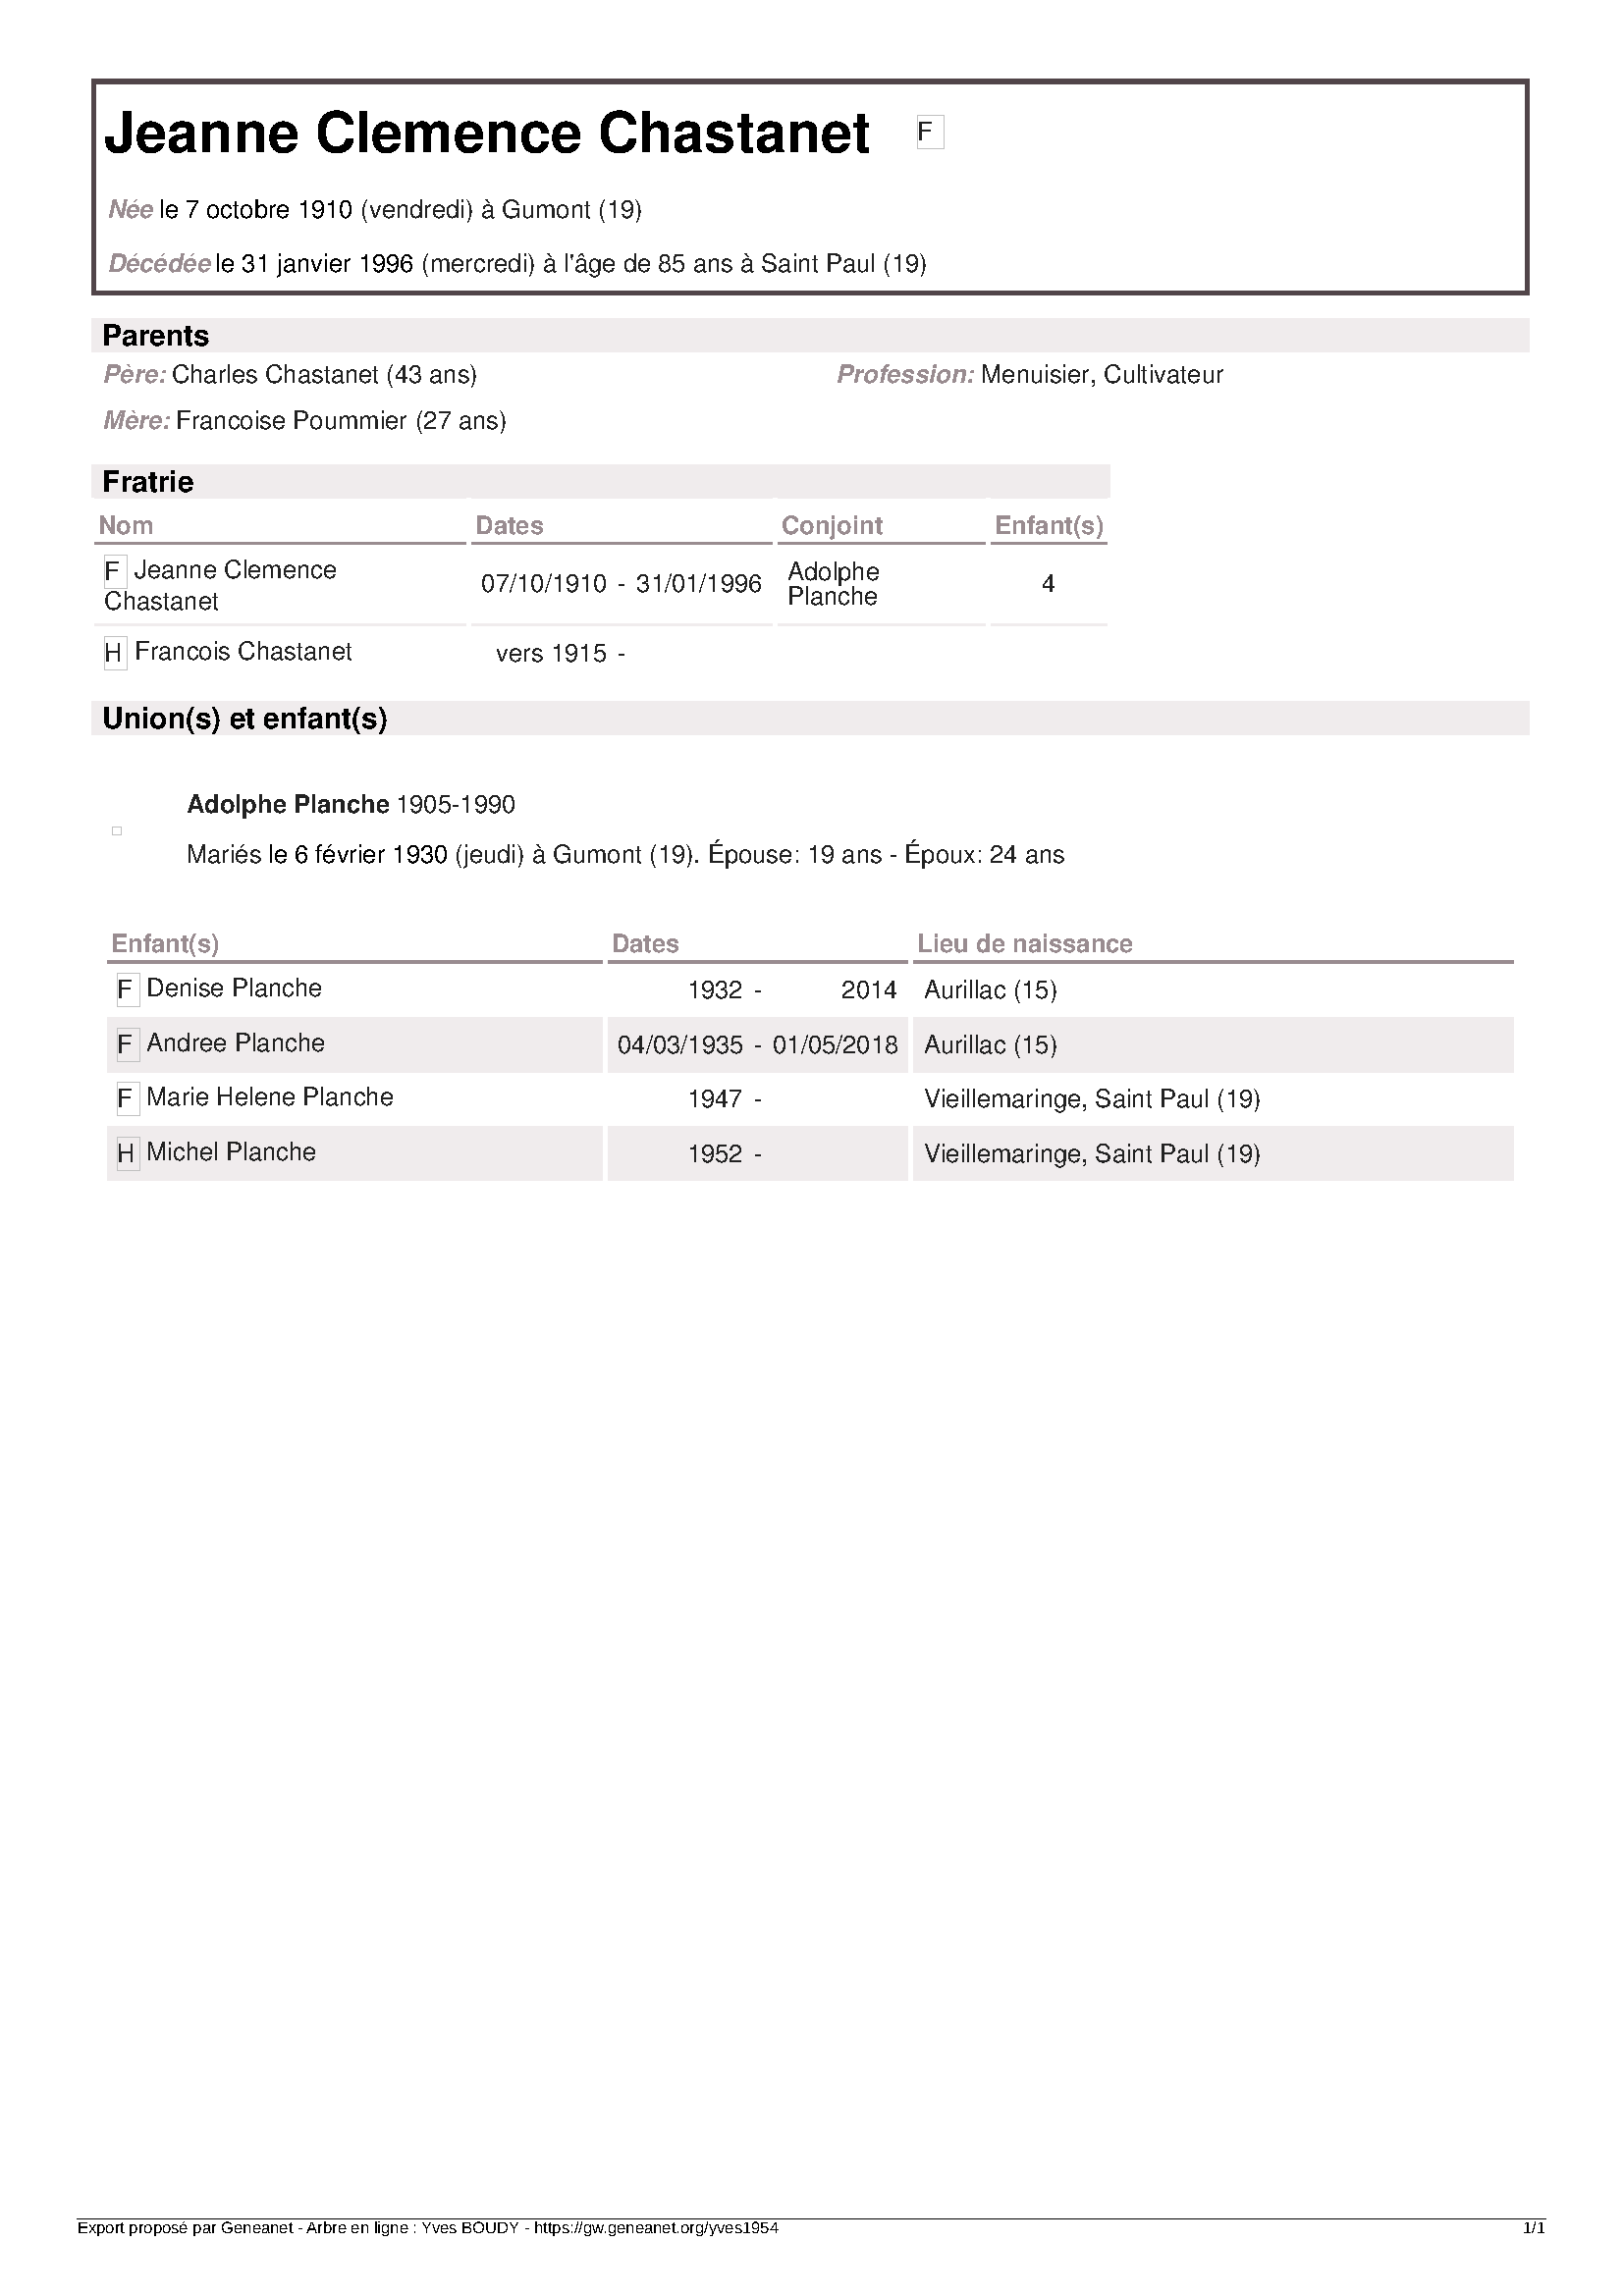 Jeanne Clemence Chastanet F
Née le 7 octobre 1910 (vendredi) à Gumont (19)
Décédée le 31 janvier 1996 (mercredi) à l'âge de 85 ans à Saint Paul (19)
Parents
Père: Charles Chastanet (43 ans) Profession: Menuisier, Cultivateur
Mère: Francoise Poummier (27 ans)
Fratrie
Nom Dates Conjoint Enfant(s)
F Jeanne Clemence
Chastanet 07/10/1910 - 31/01/1996 Adolphe
Planche 4
H Francois Chastanet vers 1915 -
Union(s) et enfant(s)
Adolphe Planche 1905-1990
Mariés le 6 février 1930 (jeudi) à Gumont (19). Épouse: 19 ans - Époux: 24 ans
Enfant(s) Dates Lieu de naissance
F Denise Planche 1932 - 2014 Aurillac (15)
F Andree Planche 04/03/1935 - 01/05/2018 Aurillac (15)
F Marie Helene Planche 1947 - Vieillemaringe, Saint Paul (19)
H Michel Planche 1952 - Vieillemaringe, Saint Paul (19)
Export proposé par Geneanet - Arbre en ligne : Yves BOUDY - https://gw.geneanet.org/yves1954 1/1